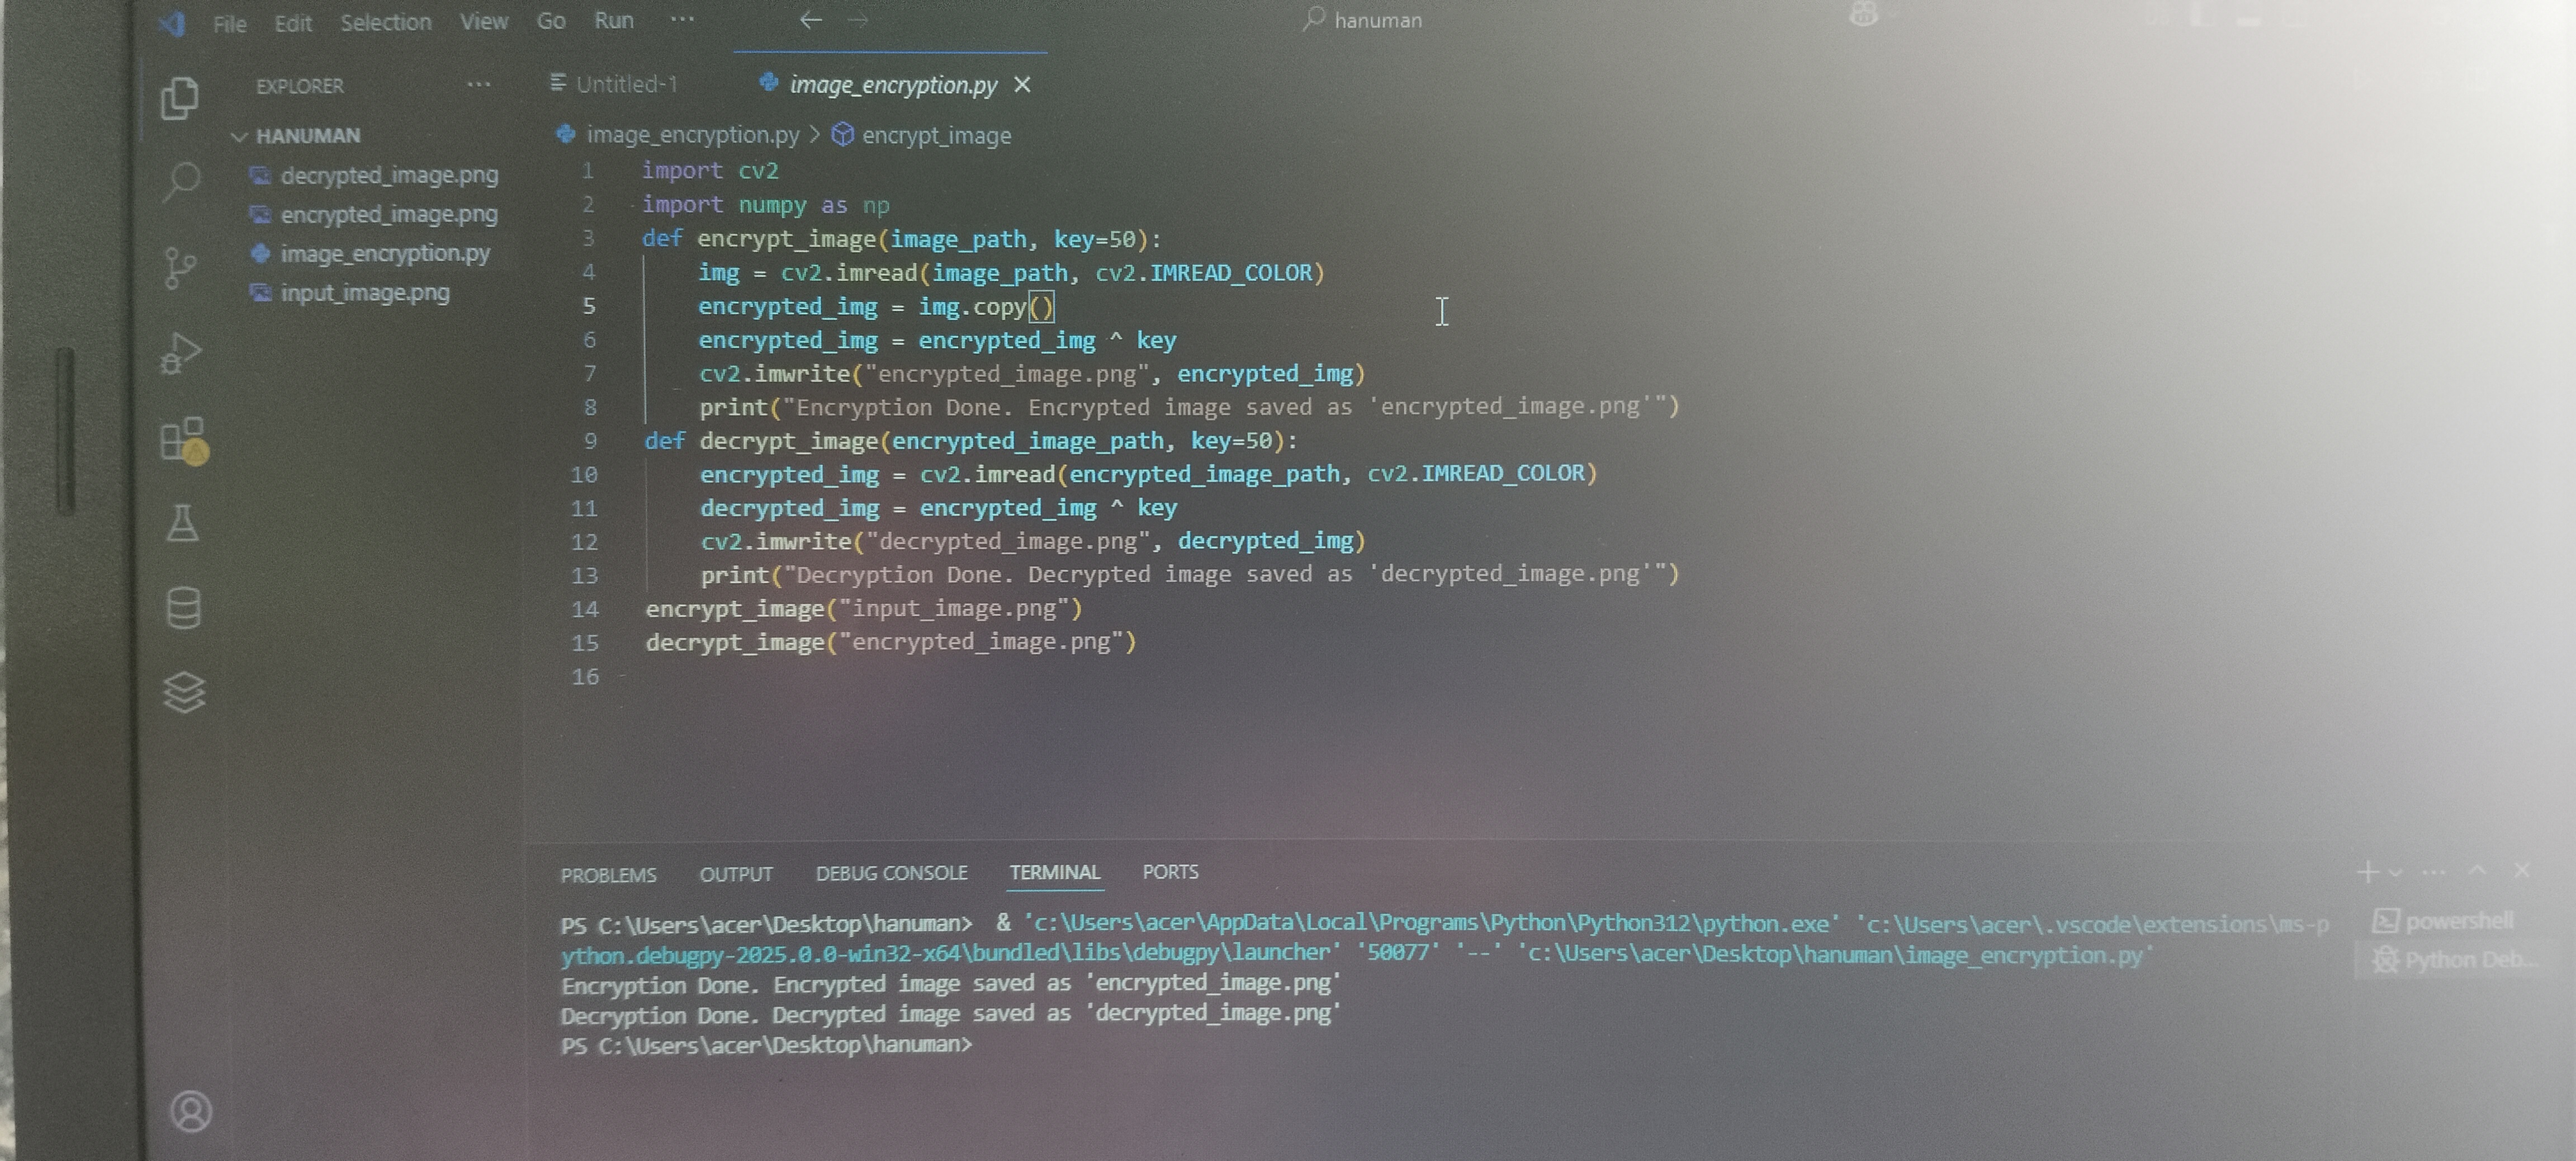 File Edit Selection View Go Run ··· ← → hanuman
EXPLORER ···
HANUMAN
decrypted_image.png
encrypted_image.png
image_encryption.py
input_image.png
Untitled-1 image_encryption.py ×
image_encryption.py > encrypt_image
1 import cv2
2 import numpy as np
3 def encrypt_image(image_path, key=50):
4 img = cv2.imread(image_path, cv2.IMREAD_COLOR)
5 encrypted_img = img.copy()
6 encrypted_img = encrypted_img ^ key
7 cv2.imwrite("encrypted_image.png", encrypted_img)
8 print("Encryption Done. Encrypted image saved as 'encrypted_image.png'")
9 def decrypt_image(encrypted_image_path, key=50):
10 encrypted_img = cv2.imread(encrypted_image_path, cv2.IMREAD_COLOR)
11 decrypted_img = encrypted_img ^ key
12 cv2.imwrite("decrypted_image.png", decrypted_img)
13 print("Decryption Done. Decrypted image saved as 'decrypted_image.png'")
14 encrypt_image("input_image.png")
15 decrypt_image("encrypted_image.png")
16
PROBLEMS OUTPUT DEBUG CONSOLE TERMINAL PORTS
PS C:\Users\acer\Desktop\hanuman> & 'c:\Users\acer\AppData\Local\Programs\Python\Python312\python.exe' 'c:\Users\acer\.vscode\extensions\ms-p
ython.debugpy-2025.0.0-win32-x64\bundled\libs\debugpy\launcher' '50077' '--' 'c:\Users\acer\Desktop\hanuman\image_encryption.py'
Encryption Done. Encrypted image saved as 'encrypted_image.png'
Decryption Done. Decrypted image saved as 'decrypted_image.png'
PS C:\Users\acer\Desktop\hanuman>
powershell
Python Deb...